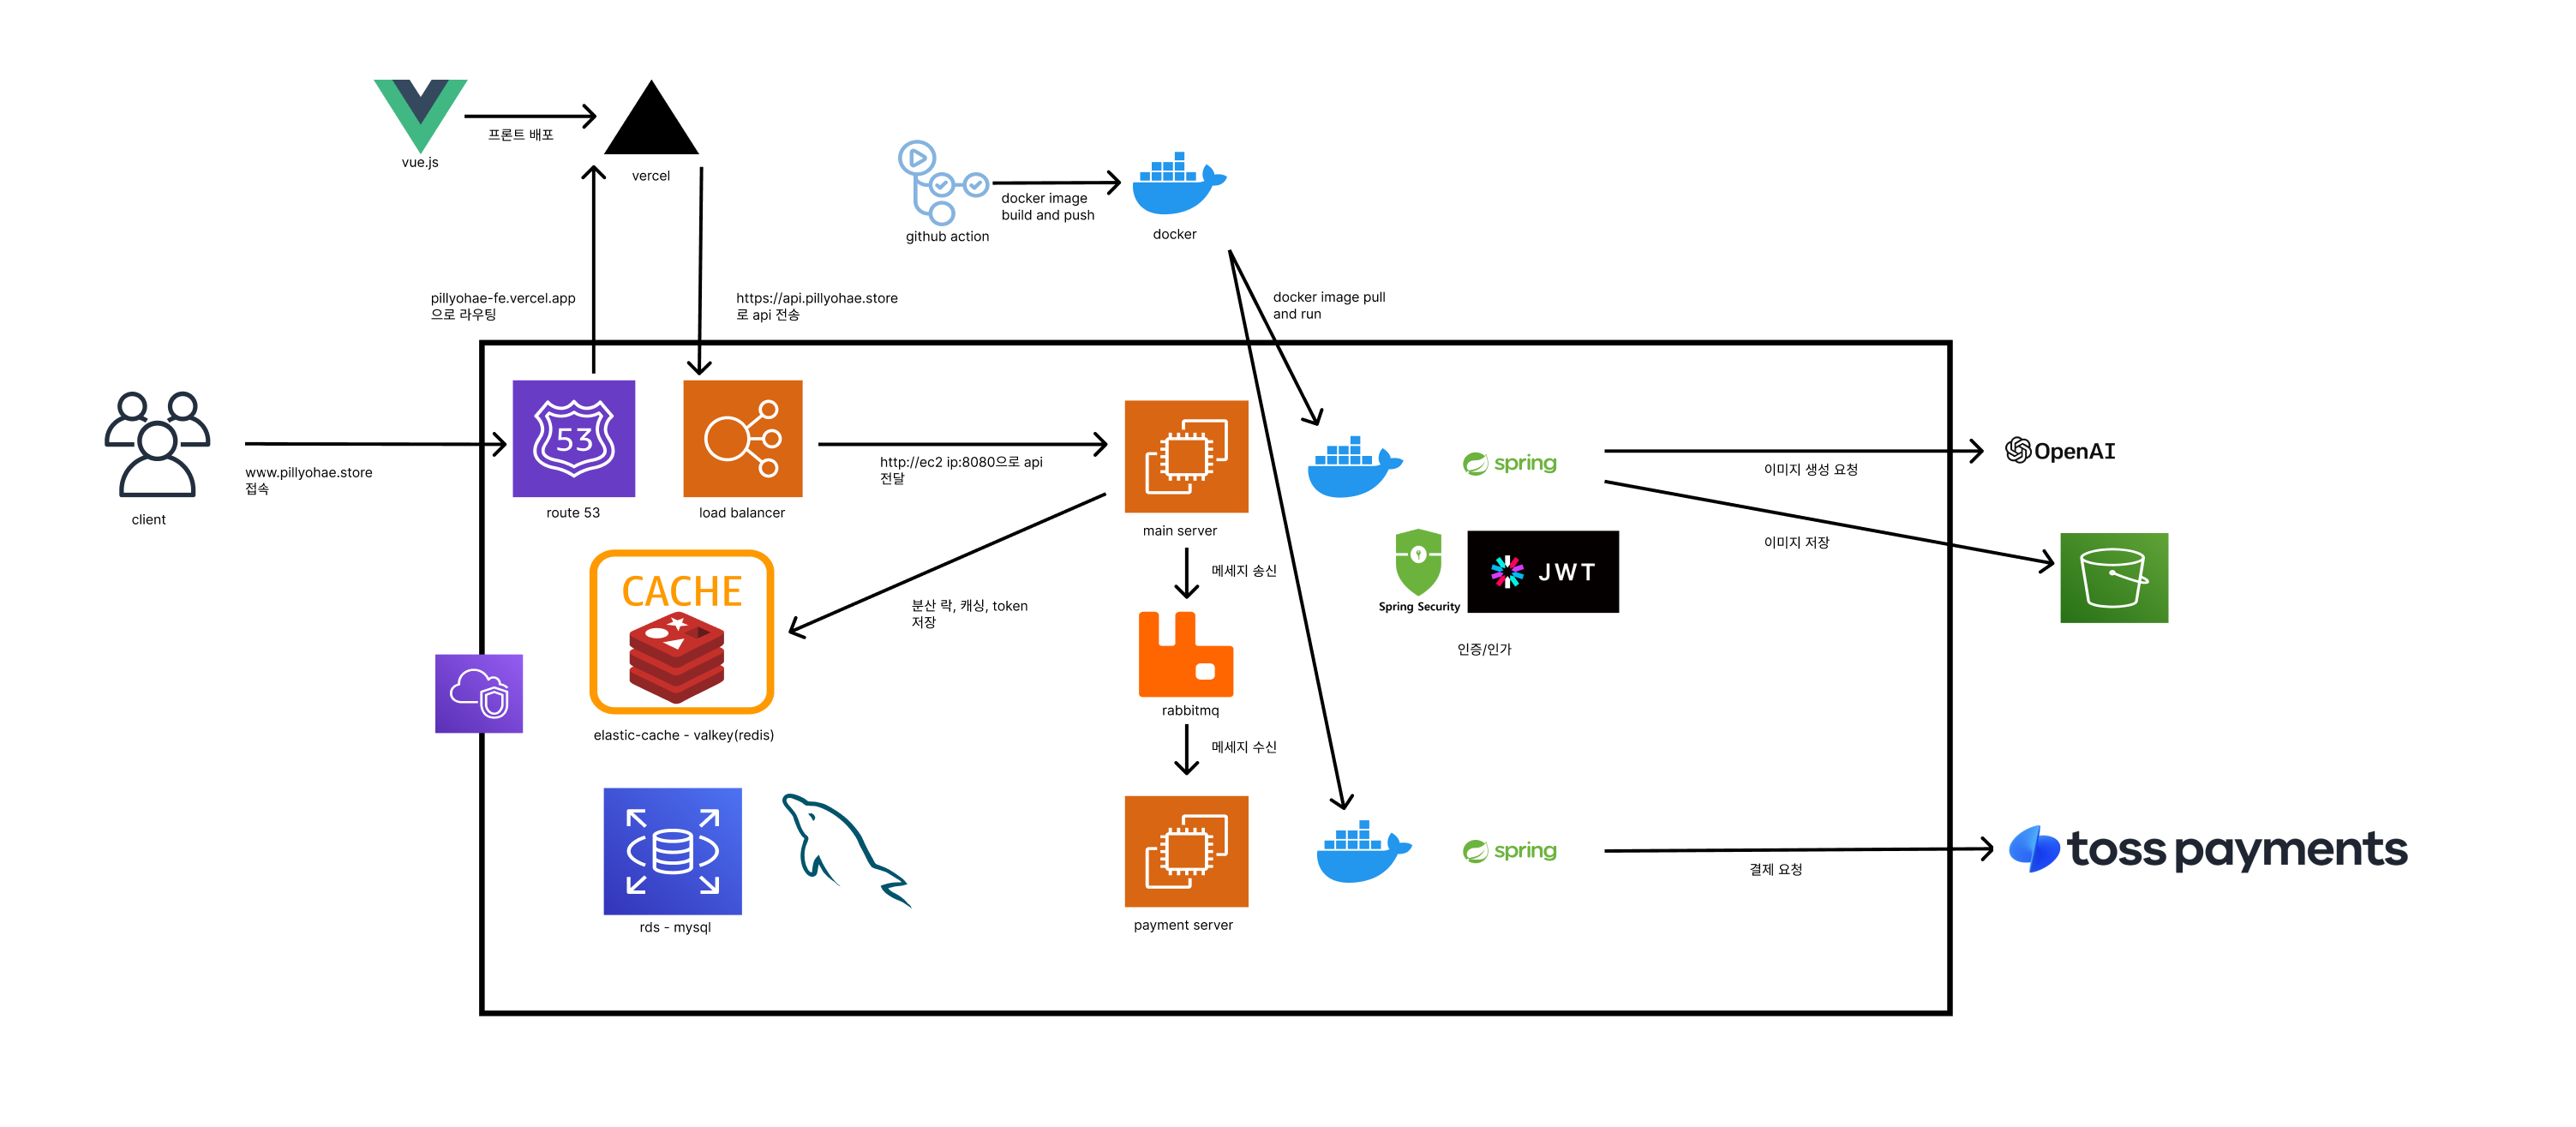 프론트 배포
vue.js
vercel
docker image
build and push
github action
docker
pillyohae-fe.vercel.app
으로 라우팅
https://api.pillyohae.store
로 api 전송
docker image pull
and run
www.pillyohae.store
접속
client
53
route 53
load balancer
http://ec2 ip:8080으로 api
전달
main server
spring
이미지 생성 요청
OpenAI
이미지 저장
메세지 송신
CACHE
분산 락, 캐싱, token
저장
Spring Security
JWT
인증/인가
rabbitmq
elastic-cache - valkey(redis)
메세지 수신
rds - mysql
payment server
spring
결제 요청
toss payments